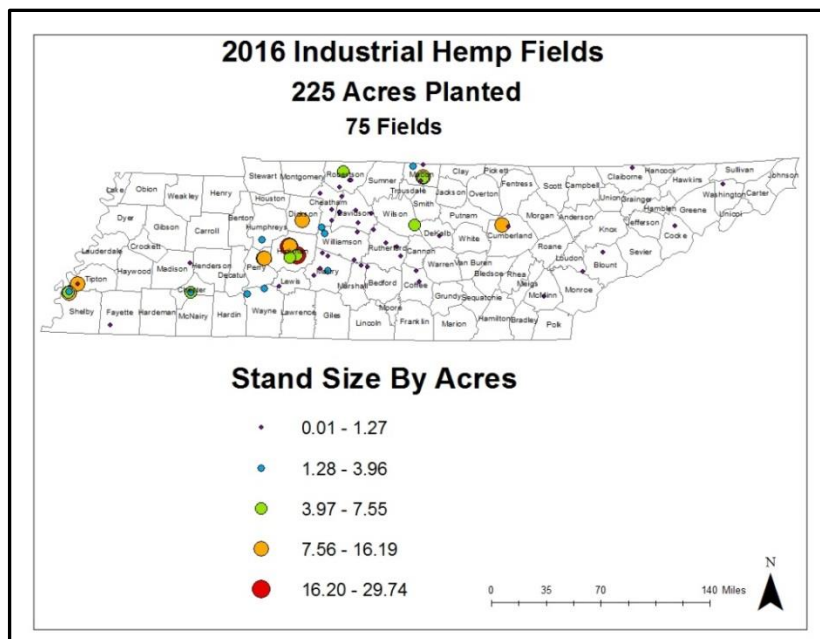 2016 Industrial Hemp Fields
225 Acres Planted
75 Fields
Stewart Montgomery Robertson Sumner Macon Clay Pickett Claiborne Hancock Sullivan Johnson
Lake Obion Weakley Henry Houston Cheatham Trousdale Jackson Overton Fentress Scott Campbell Union Grainger Hawkins Washington Carter
Dyer Gibson Carroll Benton Humphreys Dickson Davidson Wilson Smith Putnam Morgan Anderson Knox Jefferson Hamblen Greene Unicoi
Lauderdale Crockett Williamson Rutherford Cannon DeKalb White Cumberland Roane Loudon Sevier Cocke
Tipton Haywood Madison Henderson Decatur Perry Lewis Maury Warren Van Buren Bledsoe Rhea Meigs Blount
Shelby Fayette Hardeman Chester McNairy Hardin Wayne Lawrence Giles Marshall Bedford Moore Coffee Grundy Sequatchie McMinn Monroe
Lincoln Franklin Marion Hamilton Bradley Polk
Stand Size By Acres
0.01 - 1.27
1.28 - 3.96
3.97 - 7.55
7.56 - 16.19
16.20 - 29.74
N
0 35 70 140 Miles